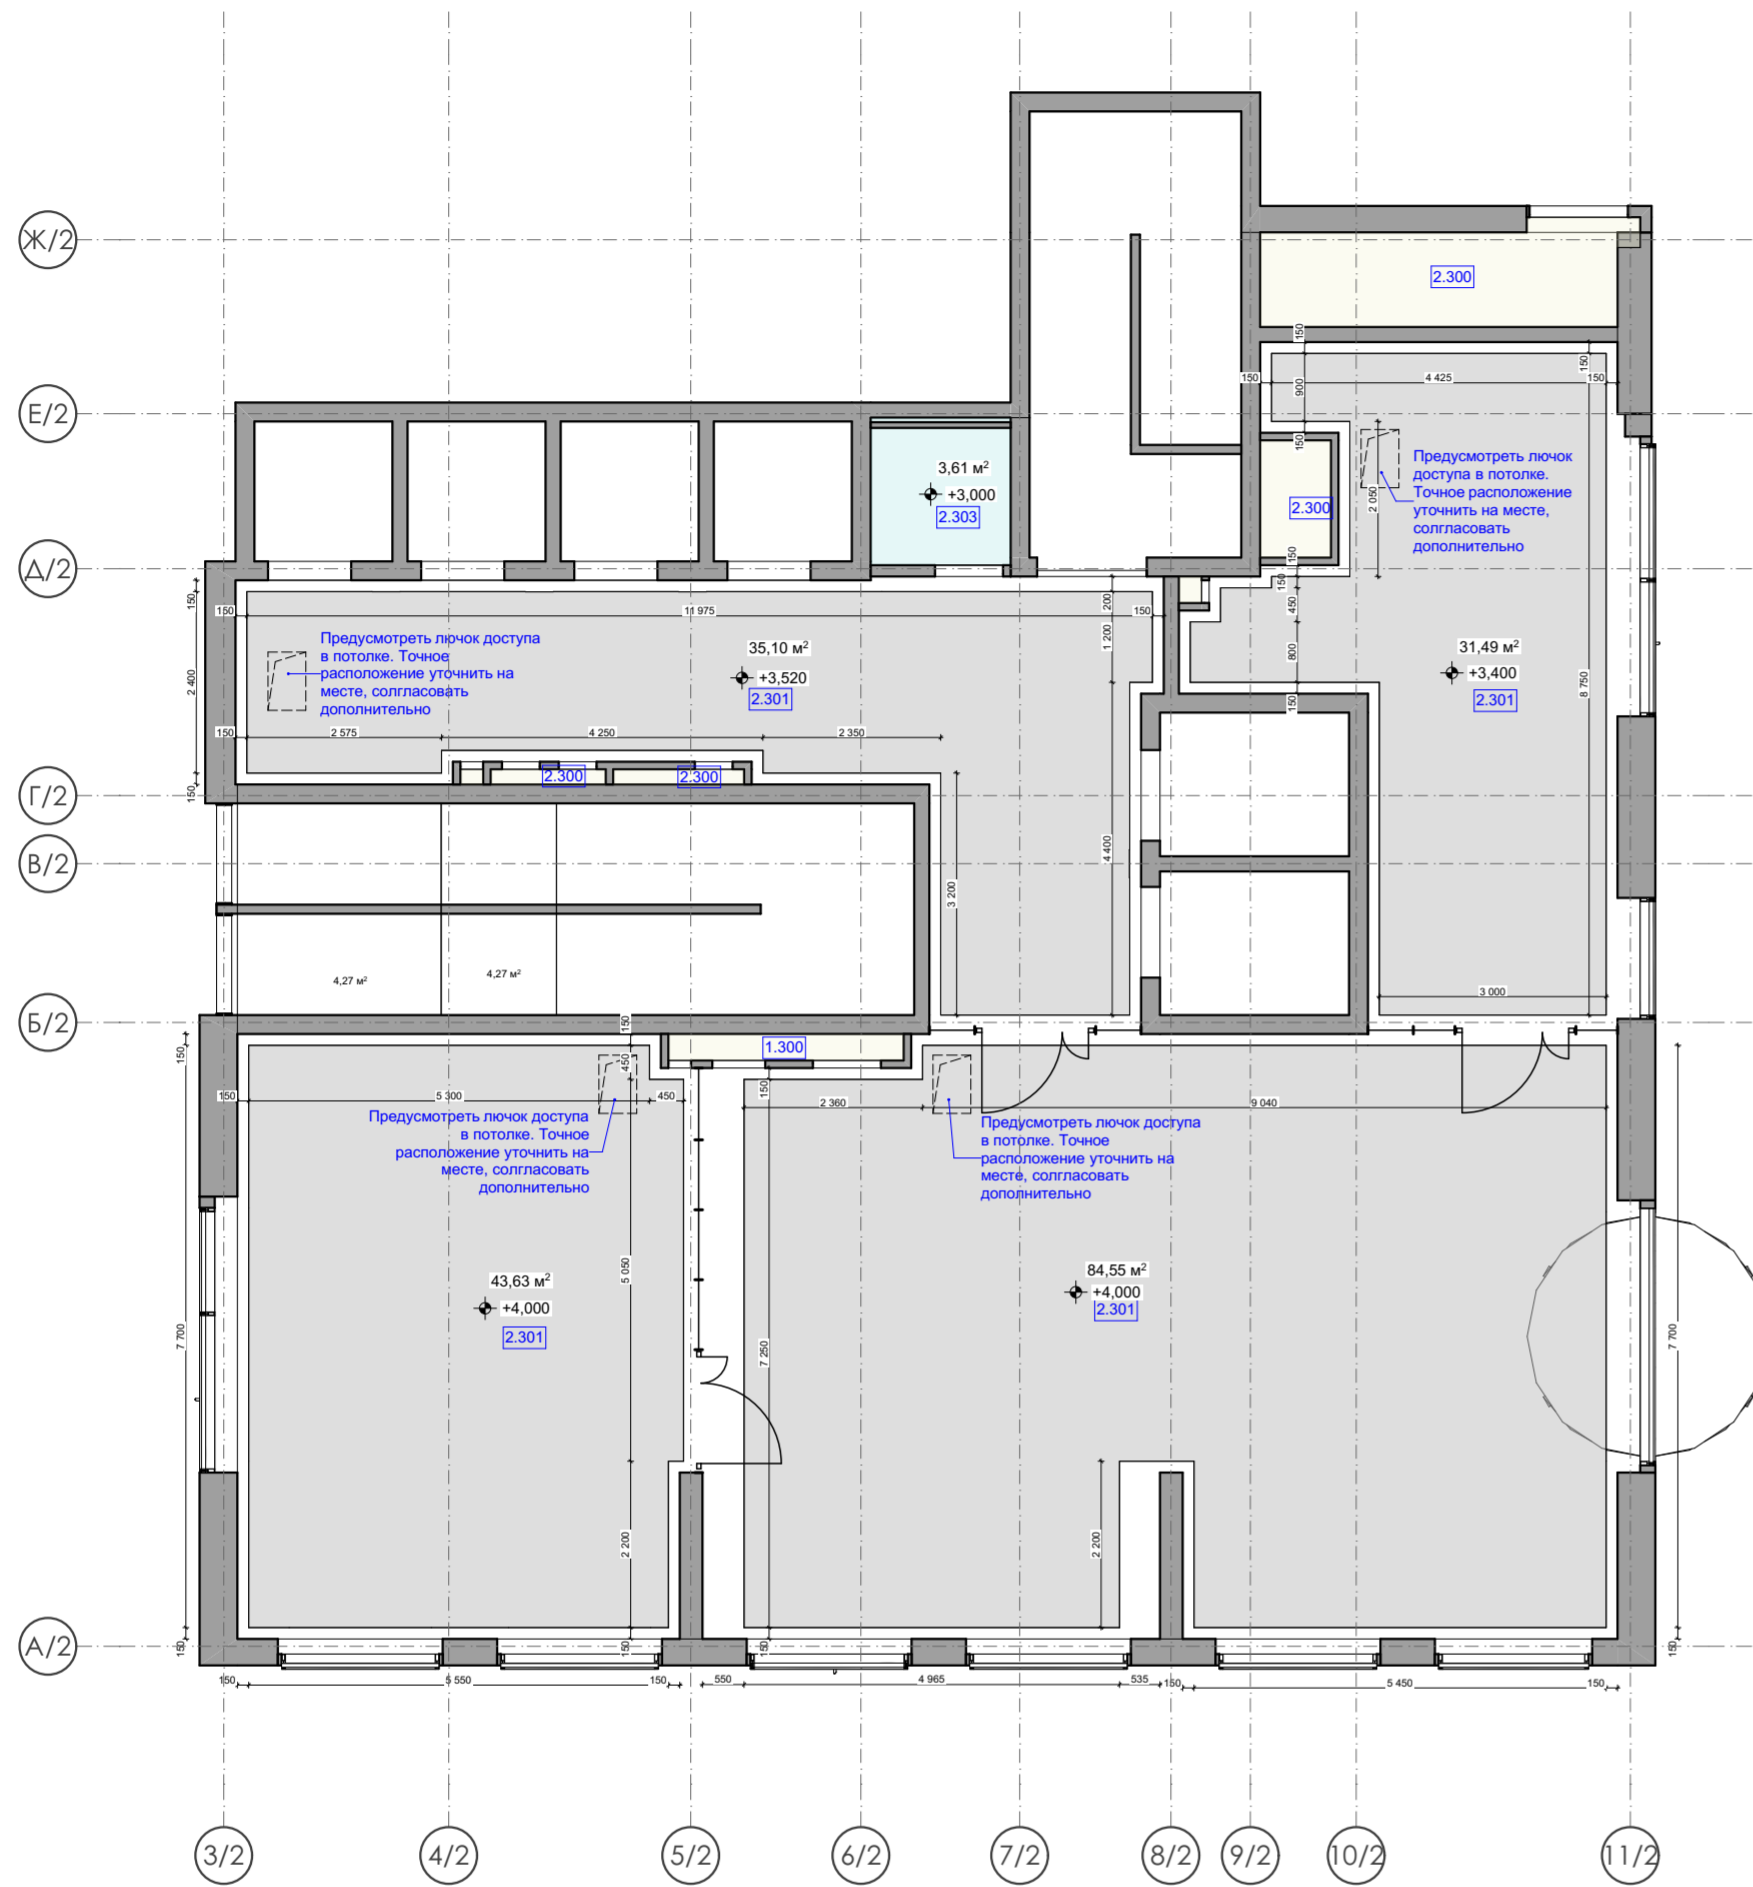 Ж/2
2.300
150
150
150
4 425
150
900
Е/2
150
3,61 м²
+3,000
2.303
2.300
2 050
Предусмотреть лючок
доступа в потолке.
Точное расположение
уточнить на месте,
солгласовать
дополнительно
Д/2
150
150
150
11 975
150
200
150
450
Предусмотреть лючок доступа
в потолке. Точное
расположение уточнить на
месте, солгласовать
дополнительно
2 400
35,10 м²
+3,520
2.301
1 200
800
31,49 м²
+3,400
2.301
8 750
150
150
2 575
4 250
2 350
2.300
2.300
Г/2
150
В/2
4 400
3 200
4,27 м²
4,27 м²
3 000
Б/2
150
150
450
1.300
150
150
5 300
450
2 360
9 040
Предусмотреть лючок доступа
в потолке. Точное
расположение уточнить на
месте, солгласовать
дополнительно
Предусмотреть лючок доступа
в потолке. Точное
расположение уточнить на
месте, солгласовать
дополнительно
5 050
43,63 м²
+4,000
2.301
84,55 м²
+4,000
2.301
7 700
7 250
7 700
2 200
2 200
А/2
150
150
150
150
150
5 550
150
550
4 965
535
150
5 450
150
3/2
4/2
5/2
6/2
7/2
8/2
9/2
10/2
11/2